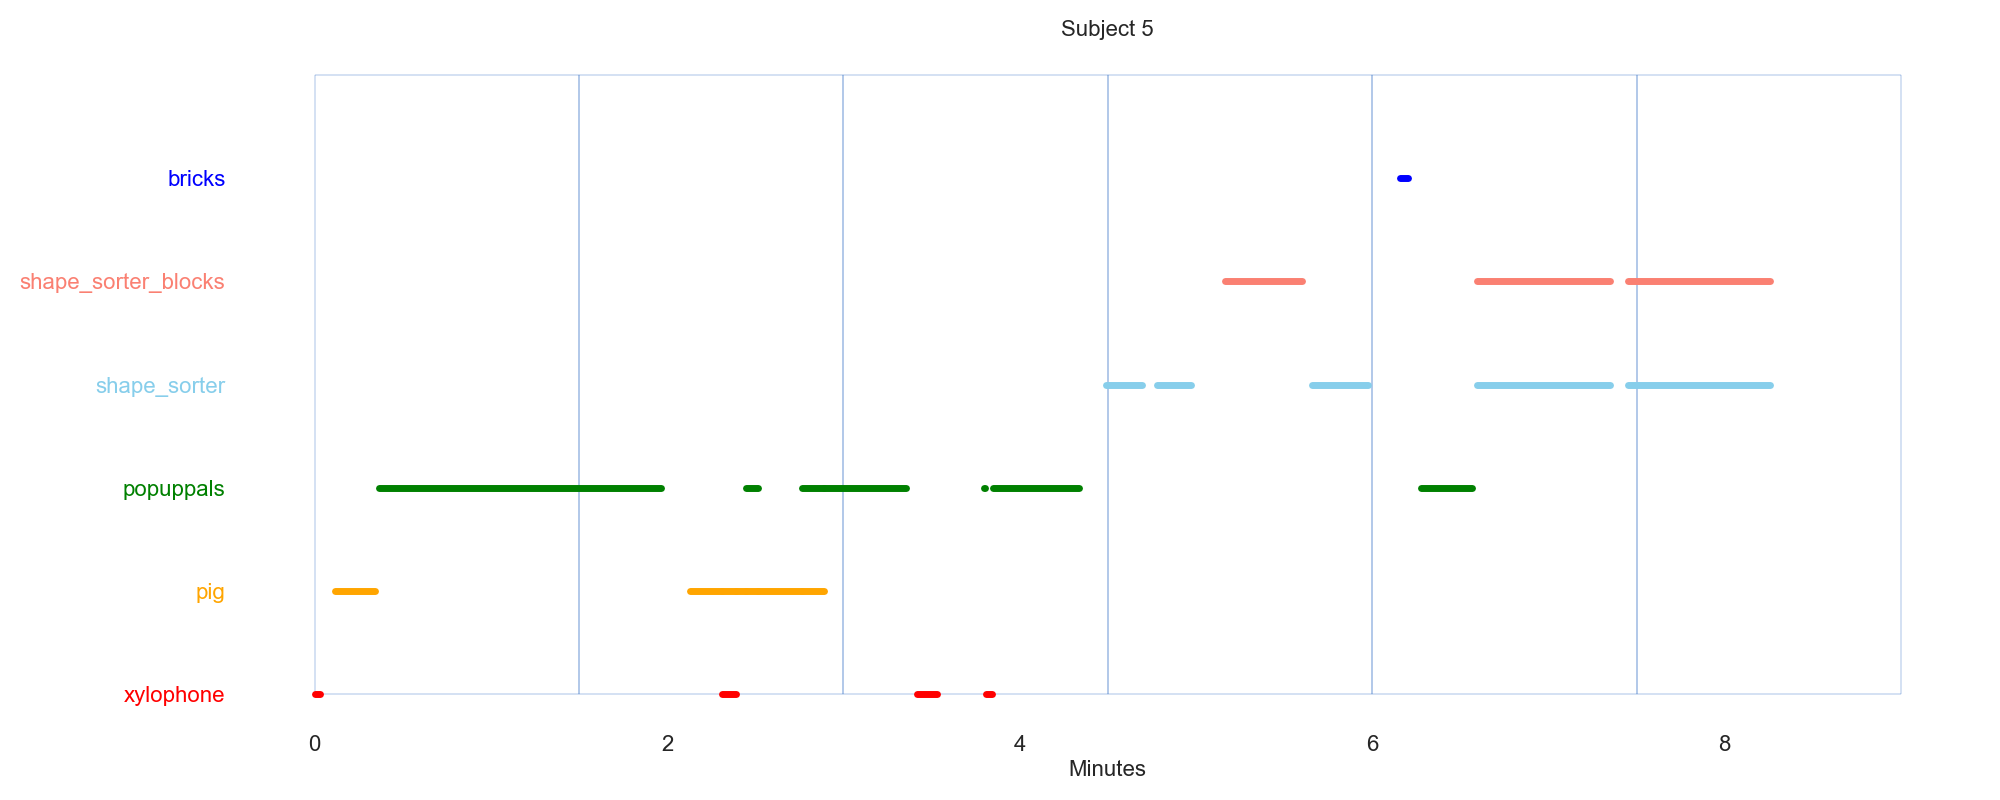 Subject 5
bricks
shape_sorter_blocks
shape_sorter
popuppals
pig
xylophone
0 2 4 6 8
Minutes